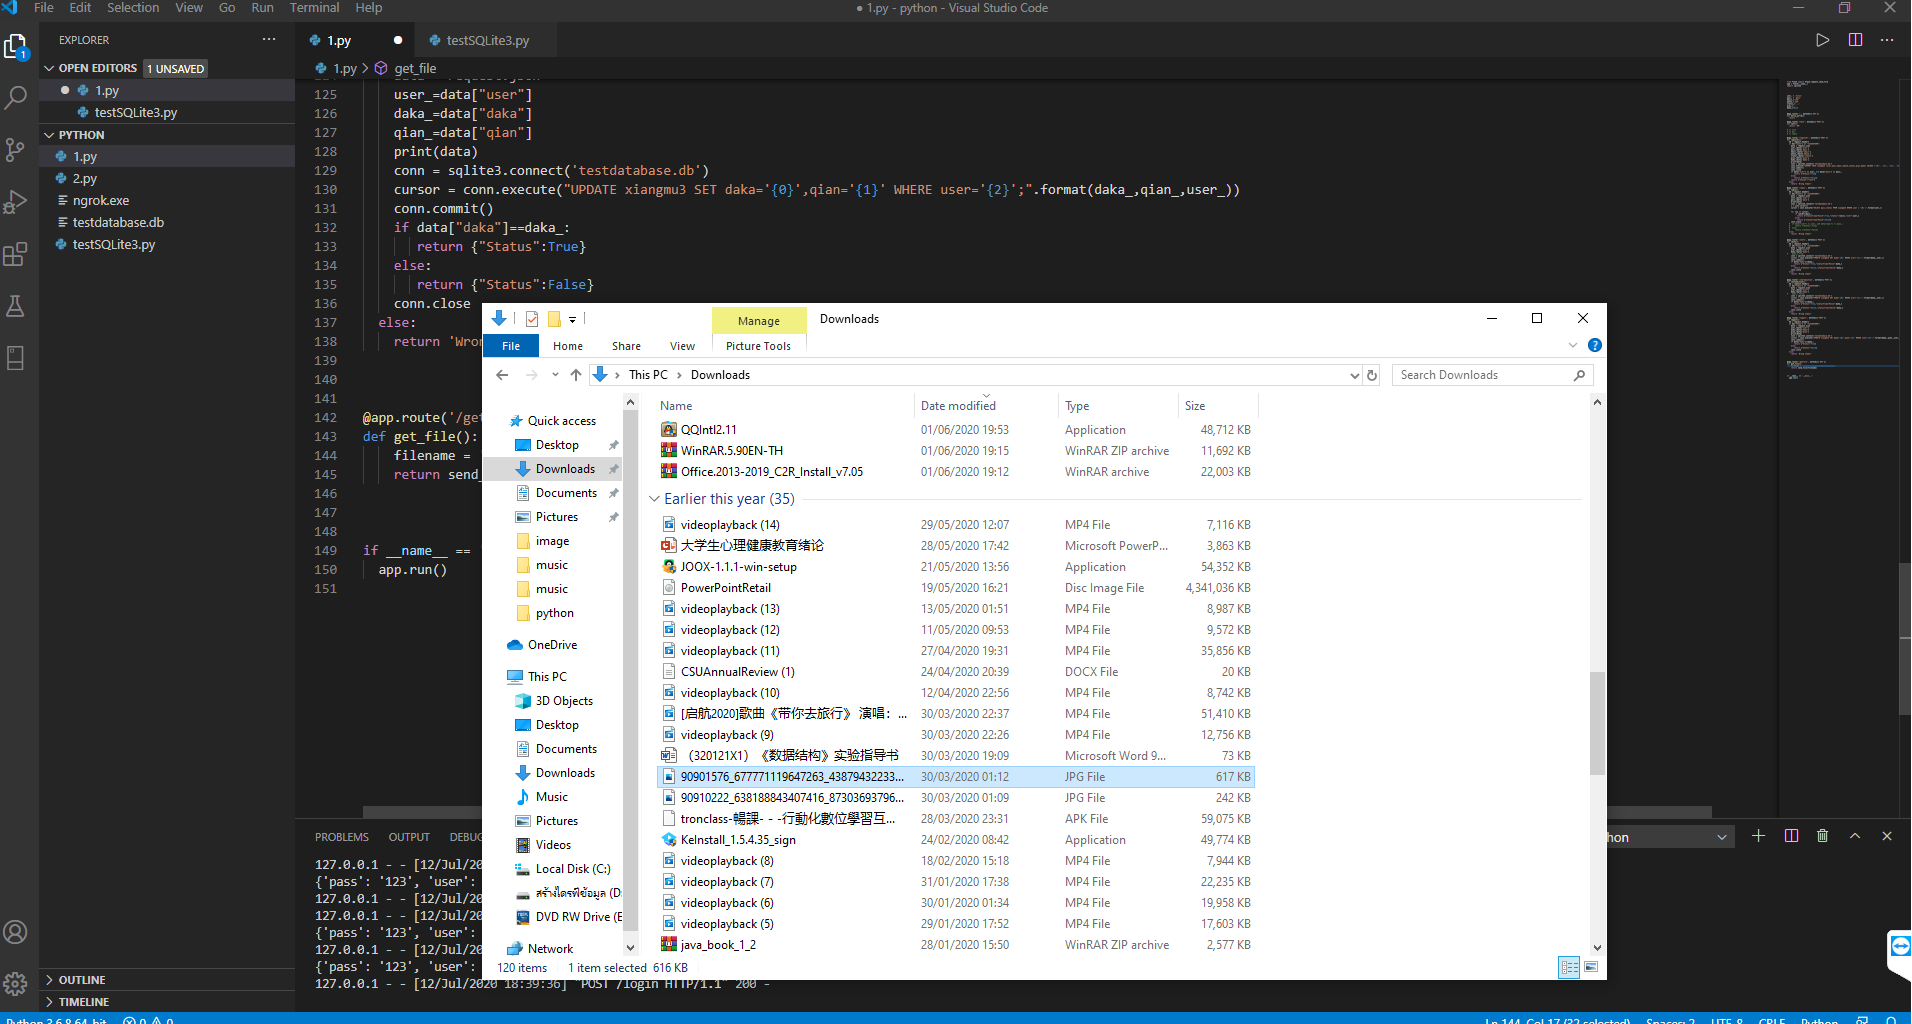 File Edit Selection View Go Run Terminal Help
● 1.py - python - Visual Studio Code
EXPLORER
1.py
testSQLite3.py
OPEN EDITORS 1 UNSAVED
1.py > get_file
1.py
testSQLite3.py
PYTHON
1.py
2.py
ngrok.exe
testdatabase.db
testSQLite3.py
OUTLINE
TIMELINE
125 user_=data["user"]
126 daka_=data["daka"]
127 qian_=data["qian"]
128 print(data)
129 conn = sqlite3.connect('testdatabase.db')
130 cursor = conn.execute("UPDATE xiangmu3 SET daka='{0}',qian='{1}' WHERE user='{2}';".format(daka_,qian_,user_))
131 conn.commit()
132 if data["daka"]==daka_:
133 return {"Status":True}
134 else:
135 return {"Status":False}
136 conn.close
137 else:
138 return 'Wron
139
140
141
142 @app.route('/get
143 def get_file():
144 filename =
145 return send_
146
147
148
149 if __name__ ==
150 app.run()
151
PROBLEMS OUTPUT DEBUG
127.0.0.1 - - [12/Jul/20
{'pass': '123', 'user':
127.0.0.1 - - [12/Jul/20
127.0.0.1 - - [12/Jul/20
{'pass': '123', 'user':
127.0.0.1 - - [12/Jul/20
{'pass': '123', 'user':
127.0.0.1 - - [12/Jul/2020 18:39:36] "POST /login HTTP/1.1" 200 -
Manage
Downloads
File Home Share View Picture Tools
This PC > Downloads
Search Downloads
Quick access
Desktop
Downloads
Documents
Pictures
image
music
music
python
OneDrive
This PC
3D Objects
Desktop
Documents
Downloads
Music
Pictures
Videos
Local Disk (C:)
สร้างไดรฟ์ข้อมูล (D:
DVD RW Drive (E
Network
Name Date modified Type Size
QQIntl2.11 01/06/2020 19:53 Application 48,712 KB
WinRAR.5.90EN-TH 01/06/2020 19:15 WinRAR ZIP archive 11,692 KB
Office.2013-2019_C2R_Install_v7.05 01/06/2020 19:12 WinRAR archive 22,003 KB
Earlier this year (35)
videoplayback (14) 29/05/2020 12:07 MP4 File 7,116 KB
大学生心理健康教育绪论 28/05/2020 17:42 Microsoft PowerP... 3,863 KB
JOOX-1.1.1-win-setup 21/05/2020 13:56 Application 54,352 KB
PowerPointRetail 19/05/2020 16:21 Disc Image File 4,341,036 KB
videoplayback (13) 13/05/2020 01:51 MP4 File 8,987 KB
videoplayback (12) 11/05/2020 09:53 MP4 File 9,572 KB
videoplayback (11) 27/04/2020 19:31 MP4 File 35,856 KB
CSUAnnualReview (1) 24/04/2020 20:39 DOCX File 20 KB
videoplayback (10) 12/04/2020 22:56 MP4 File 8,742 KB
[启航2020]歌曲《带你去旅行》 演唱：... 30/03/2020 22:37 MP4 File 51,410 KB
videoplayback (9) 30/03/2020 22:26 MP4 File 12,756 KB
（320121X1）《数据结构》实验指导书 30/03/2020 19:09 Microsoft Word 9... 73 KB
90901576_677771119647263_43879432233... 30/03/2020 01:12 JPG File 617 KB
90910222_638188843407416_87303693796... 30/03/2020 01:09 JPG File 242 KB
tronclass-暢課- - -行動化數位學習互... 28/03/2020 23:31 APK File 59,075 KB
KeInstall_1.5.4.35_sign 24/02/2020 08:42 Application 49,774 KB
videoplayback (8) 18/02/2020 15:18 MP4 File 7,944 KB
videoplayback (7) 31/01/2020 17:38 MP4 File 22,235 KB
videoplayback (6) 30/01/2020 01:34 MP4 File 19,958 KB
videoplayback (5) 29/01/2020 17:52 MP4 File 17,603 KB
java_book_1_2 28/01/2020 15:50 WinRAR ZIP archive 2,577 KB
120 items 1 item selected 616 KB
hon
Python 3.6.8 64-bit 0 0
Ln 144, Col 17 (32 selected) Spaces: 2 UTF-8 CRLF Python